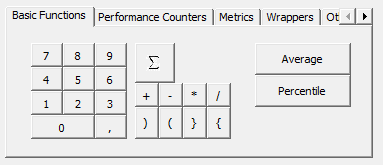 Basic Functions Performance Counters Metrics Wrappers
7 8 9 Σ Average
4 5 6
+ - * / Percentile
1 2 3
) ( } {
0 ,